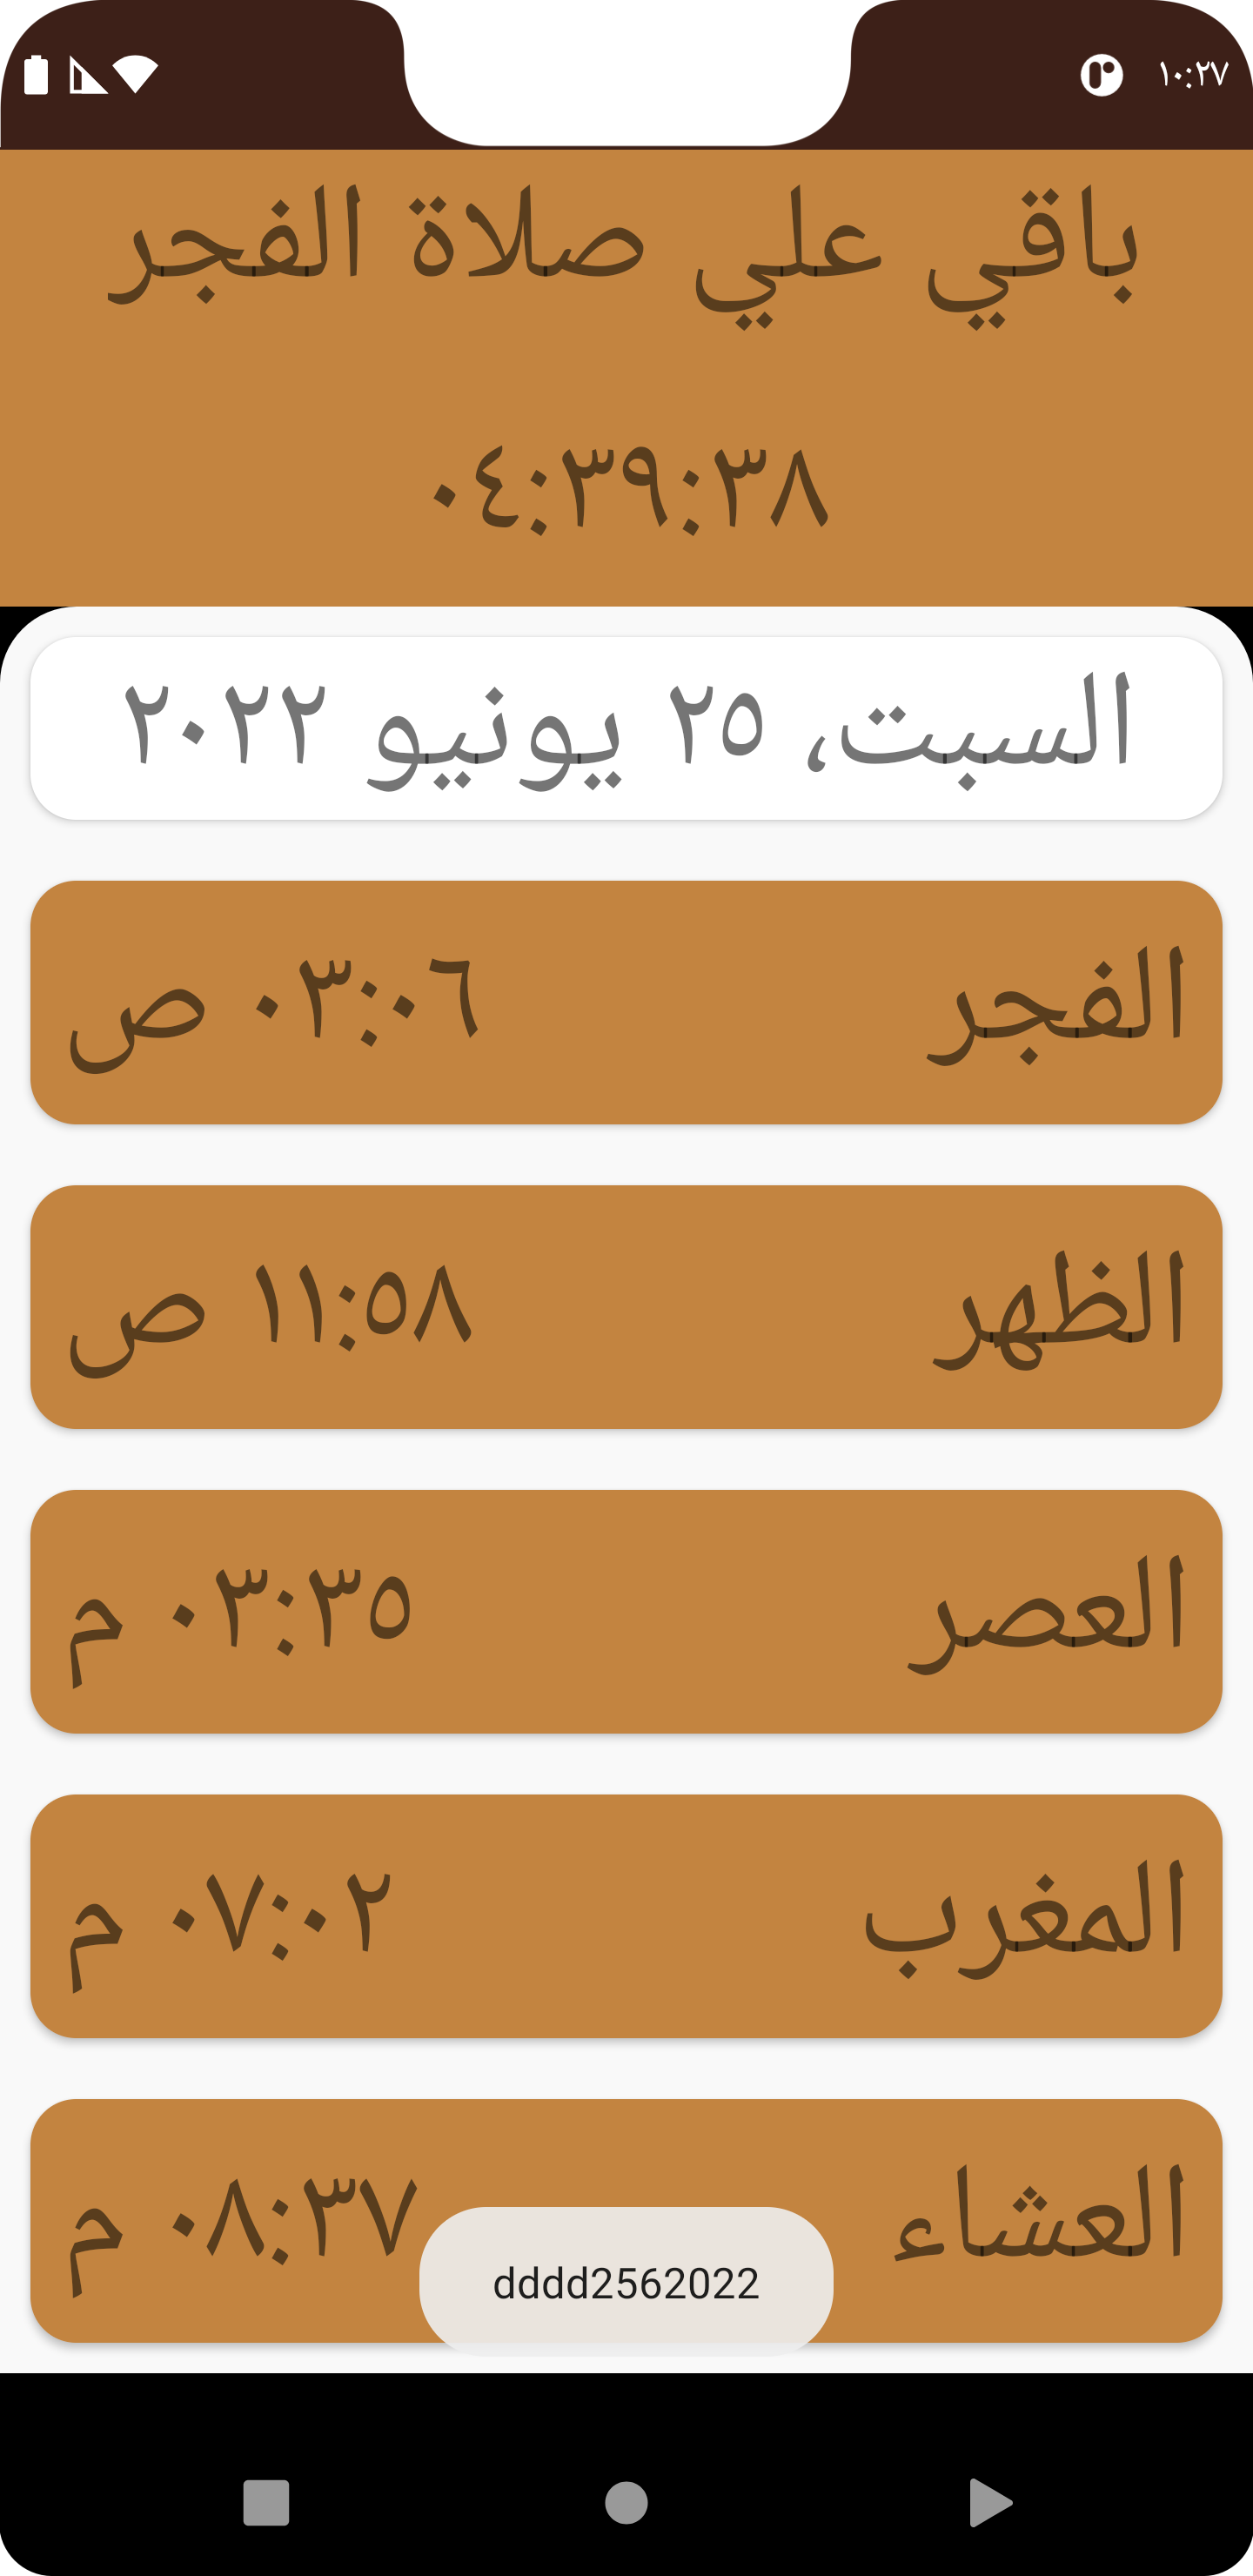 ١٠:٢٧
باقي علي صلاة الفجر
٠٤:٣٩:٣٨
السبت، ٢٥ يونيو ٢٠٢٢
الفجر ٠٣:٠٦ ص
الظهر ١١:٥٨ ص
العصر ٠٣:٣٥ م
المغرب ٠٧:٠٢ م
العشاء ٠٨:٣٧ م
dddd2562022